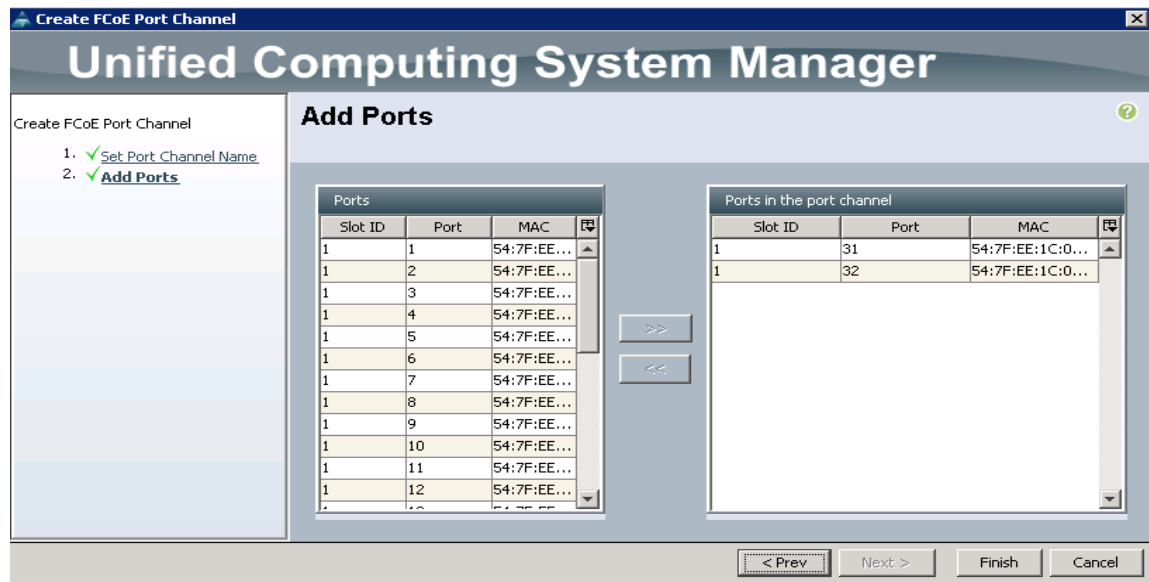 Create FCoE Port Channel
Unified Computing System Manager
Create FCoE Port Channel
1. Set Port Channel Name
2. Add Ports
Add Ports
Ports
Slot ID Port MAC
1 1 54:7F:EE...
1 2 54:7F:EE...
1 3 54:7F:EE...
1 4 54:7F:EE...
1 5 54:7F:EE...
1 6 54:7F:EE...
1 7 54:7F:EE...
1 8 54:7F:EE...
1 9 54:7F:EE...
1 10 54:7F:EE...
1 11 54:7F:EE...
1 12 54:7F:EE...
>>
<<
Ports in the port channel
Slot ID Port MAC
1 31 54:7F:EE:1C:0...
1 32 54:7F:EE:1C:0...
< Prev Next > Finish Cancel